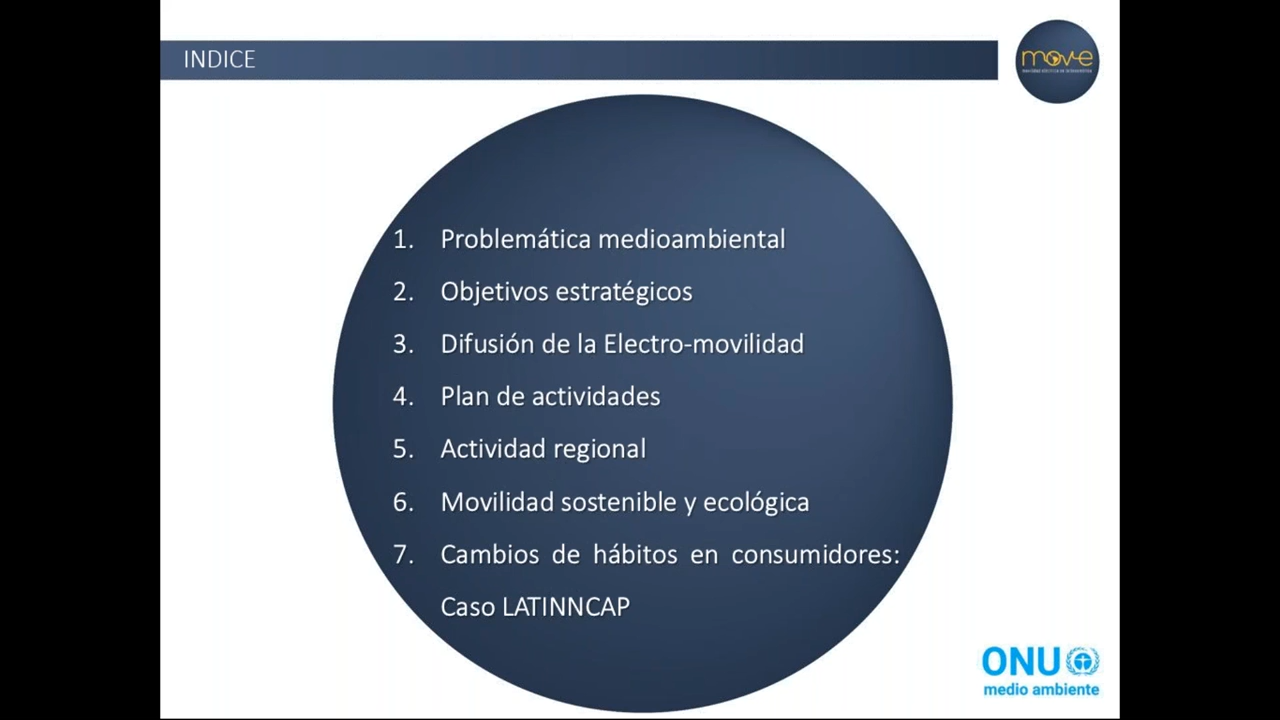 INDICE
move
1. Problemática medioambiental
2. Objetivos estratégicos
3. Difusión de la Electro-movilidad
4. Plan de actividades
5. Actividad regional
6. Movilidad sostenible y ecológica
7. Cambios de hábitos en consumidores:
Caso LATINNCAP
ONU
medio ambiente